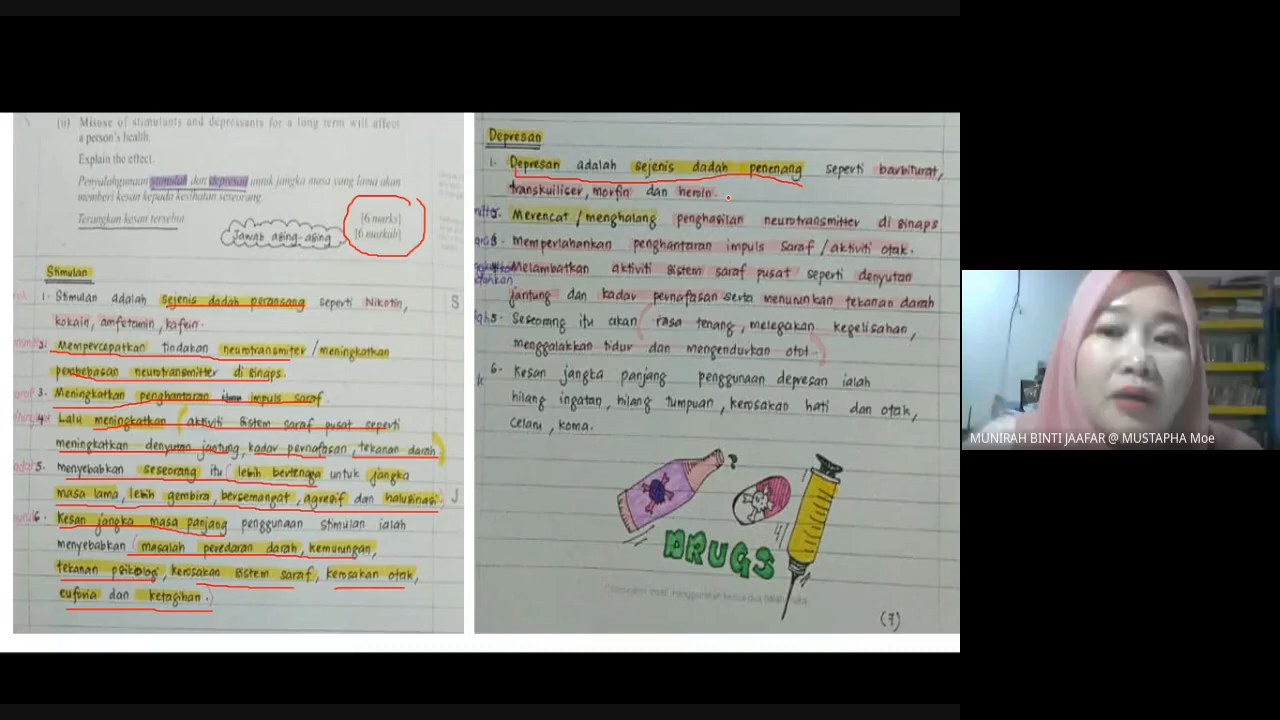 (ii) Misuse of stimulants and depressants for a long term will affect
a person's health.
Explain the effect.
Penyalahgunaan stimulan dan depresan untuk jangka masa yang lama akan
memberi kesan kepada kesihatan seseorang.
Terangkan kesan tersebut.
[6 marks]
[6 markah]
Jawab asing-asing
Stimulan
1. Stimulan adalah sejenis dadah perangsang seperti Nikotin,
kokain, amfetamin, kafein.
2. Mempercepatkan tindakan neurotransmiter / meningkatkan
pembebasan neurotransmitter di sinaps.
3. Meningkatkan penghantaran impuls saraf.
4. Lalu meningkatkan aktiviti sistem saraf pusat seperti
meningkatkan denyutan jantung, kadar pernafasan, tekanan darah
5. menyebabkan seseorang itu lebih bertenaga untuk jangka
masa lama, lebih gembira, bersemangat, agresif dan halusinasi.
6. Kesan jangka masa panjang penggunaan stimulan ialah
menyebabkan masalah peredaran darah, kemurungan,
tekanan psikologi, kerosakan sistem saraf, kerosakan otak,
euforia dan ketagihan.
S
J
Depresan
1. Depresan adalah sejenis dadah penenang seperti barbiturat,
transkuiliser, morfin dan heroin.
Merencat / menghalang penghasilan neurotransmitter di sinaps
Memperlahankan penghantaran impuls saraf / aktiviti otak.
Melambatkan aktiviti sistem saraf pusat seperti denyutan
jantung dan kadar pernafasan serta menurunkan tekanan darah
5. Seseorang itu akan rasa tenang, melegakan kegelisahan,
menggalakkan tidur dan mengendurkan otot.
6. Kesan jangka panjang penggunaan depresan ialah
hilang ingatan, hilang tumpuan, kerosakan hati dan otak,
celaru, koma.
?
DRUGS
(7)
MUNIRAH BINTI JAAFAR @ MUSTAPHA Moe